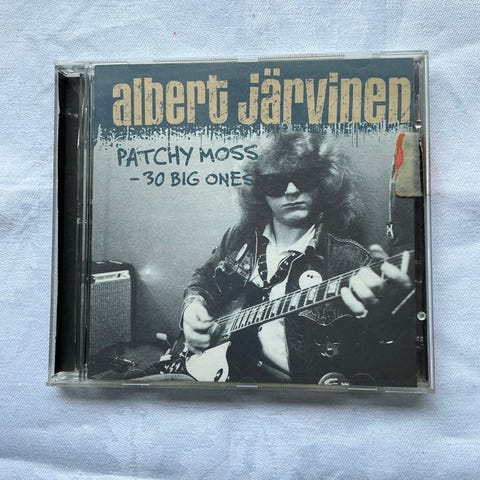 albert järvinen
PATCHY MOSS
- 30 BIG ONES